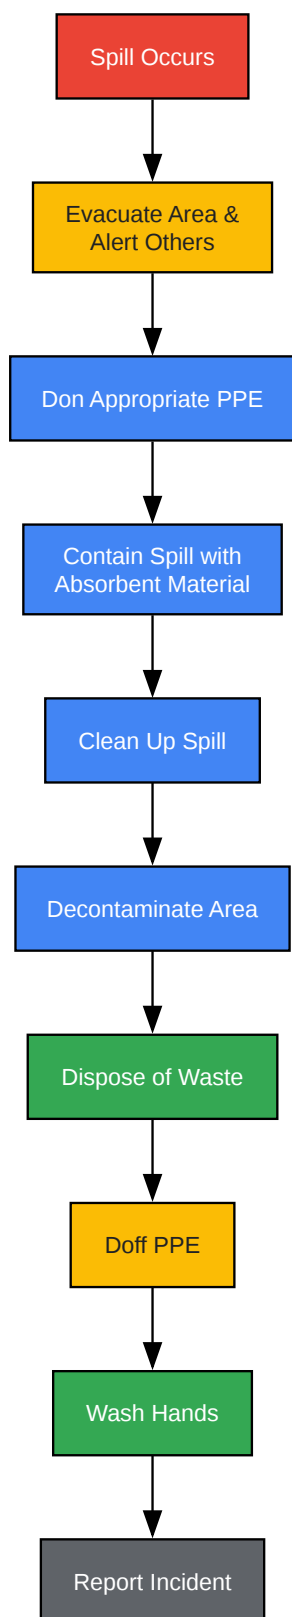 Spill Occurs
Evacuate Area &
Alert Others
Don Appropriate PPE
Contain Spill with
Absorbent Material
Clean Up Spill
Decontaminate Area
Dispose of Waste
Doff PPE
Wash Hands
Report Incident